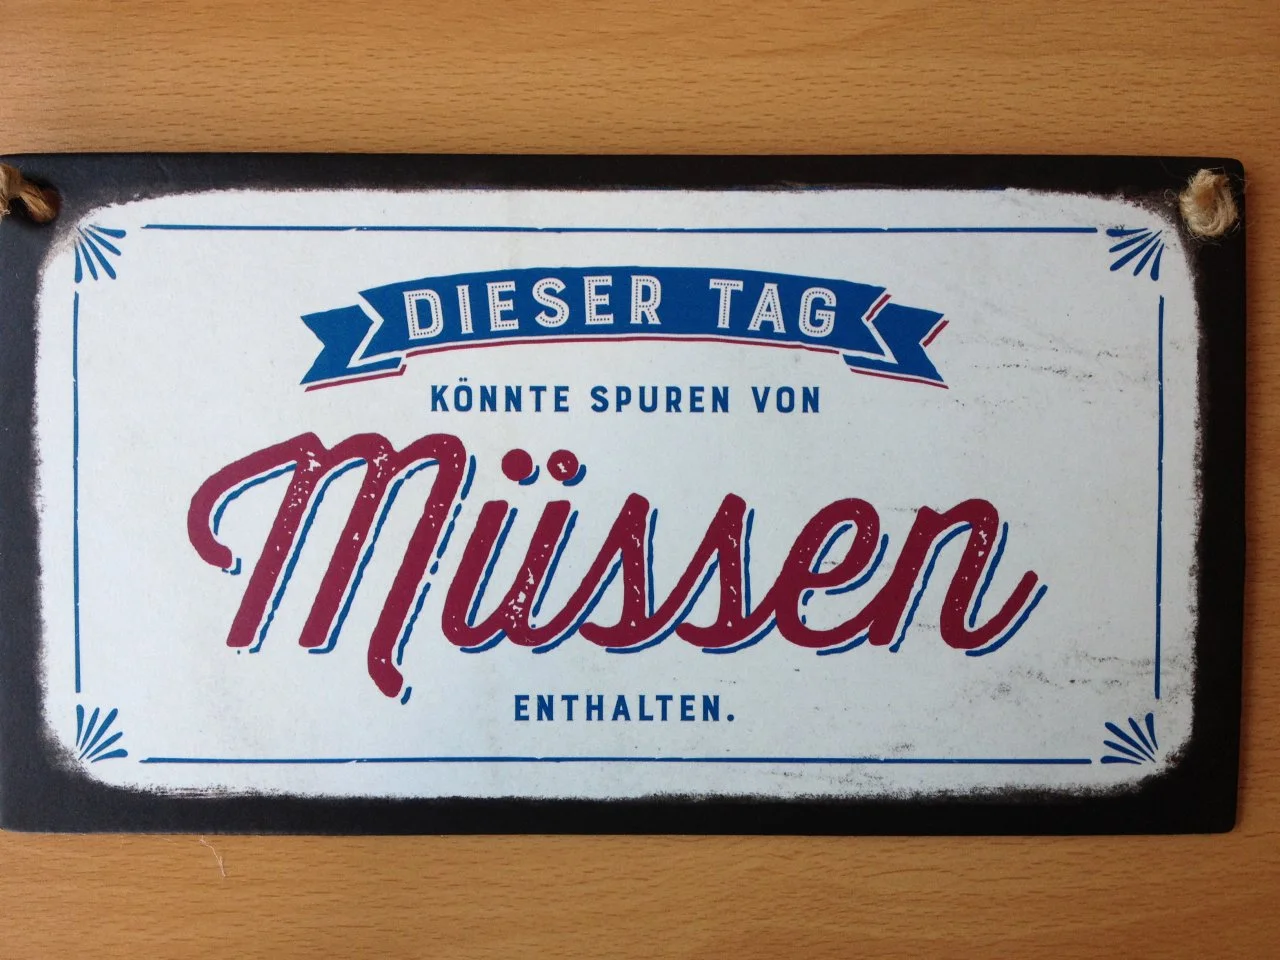 DIESER TAG
KÖNNTE SPUREN VON
Müssen
ENTHALTEN.